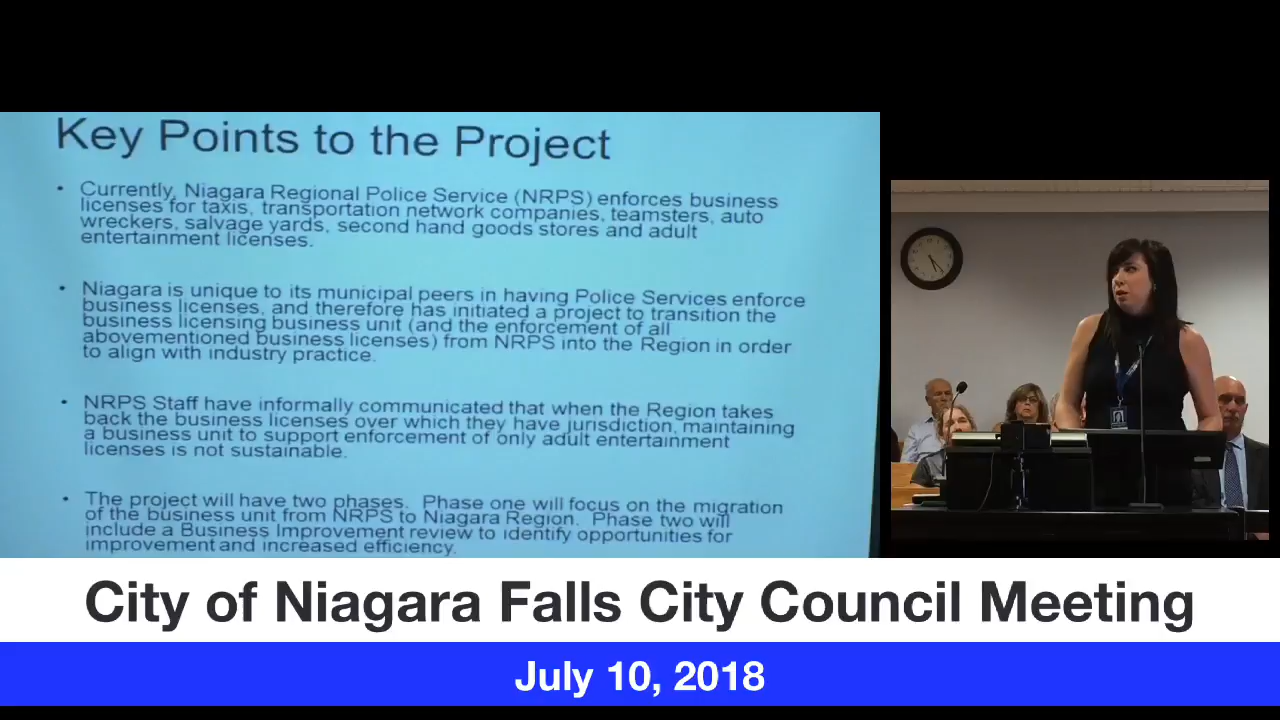 Key Points to the Project
• Currently, Niagara Regional Police Service (NRPS) enforces business
licenses for taxis, transportation network companies, teamsters, auto
wreckers, salvage yards, second hand goods stores and adult
entertainment licenses.
• Niagara is unique to its municipal peers in having Police Services enforce
business licenses, and therefore has initiated a project to transition the
business licensing business unit (and the enforcement of all
abovementioned business licenses) from NRPS into the Region in order
to align with industry practice.
• NRPS Staff have informally communicated that when the Region takes
back the business licenses over which they have jurisdiction, maintaining
a business unit to support enforcement of only adult entertainment
licenses is not sustainable.
• The project will have two phases. Phase one will focus on the migration
of the business unit from NRPS to Niagara Region. Phase two will
include a Business Improvement review to identify opportunities for
improvement and increased efficiency.
City of Niagara Falls City Council Meeting
July 10, 2018